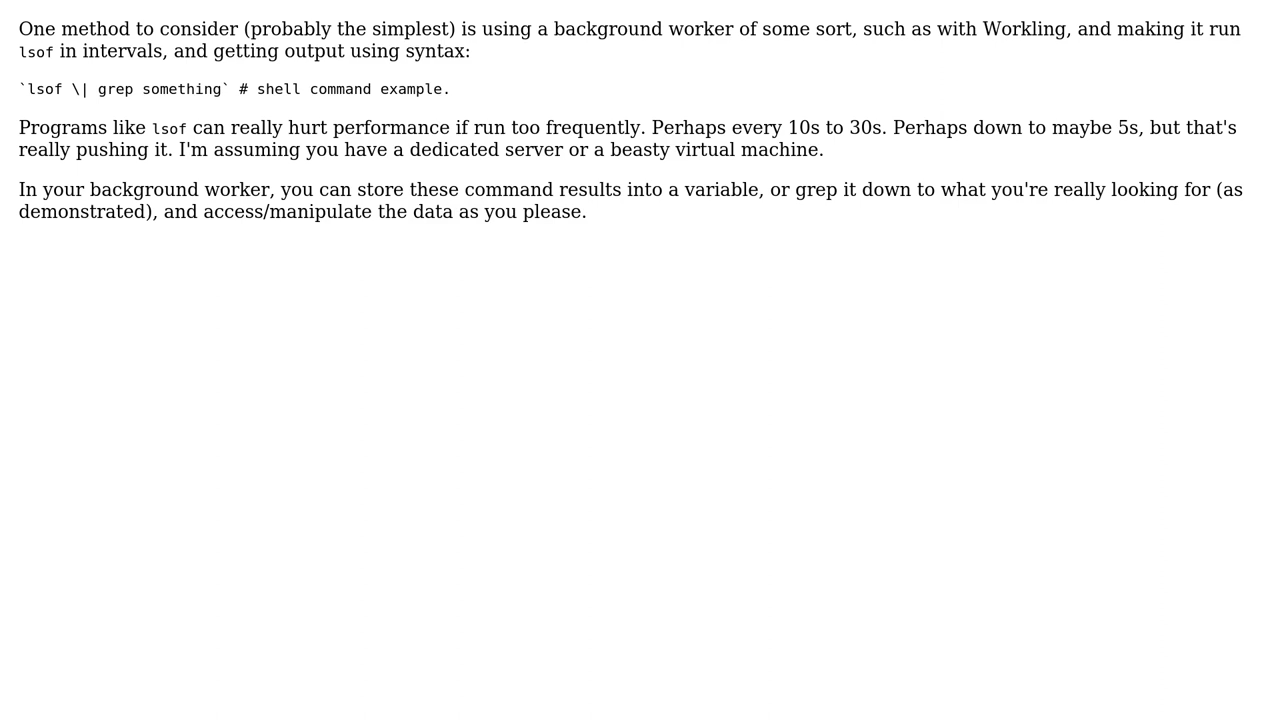 One method to consider (probably the simplest) is using a background worker of some sort, such as with Workling, and making it run
lsof in intervals, and getting output using syntax:
`lsof \| grep something` # shell command example.
Programs like lsof can really hurt performance if run too frequently. Perhaps every 10s to 30s. Perhaps down to maybe 5s, but that's
really pushing it. I'm assuming you have a dedicated server or a beasty virtual machine.
In your background worker, you can store these command results into a variable, or grep it down to what you're really looking for (as
demonstrated), and access/manipulate the data as you please.